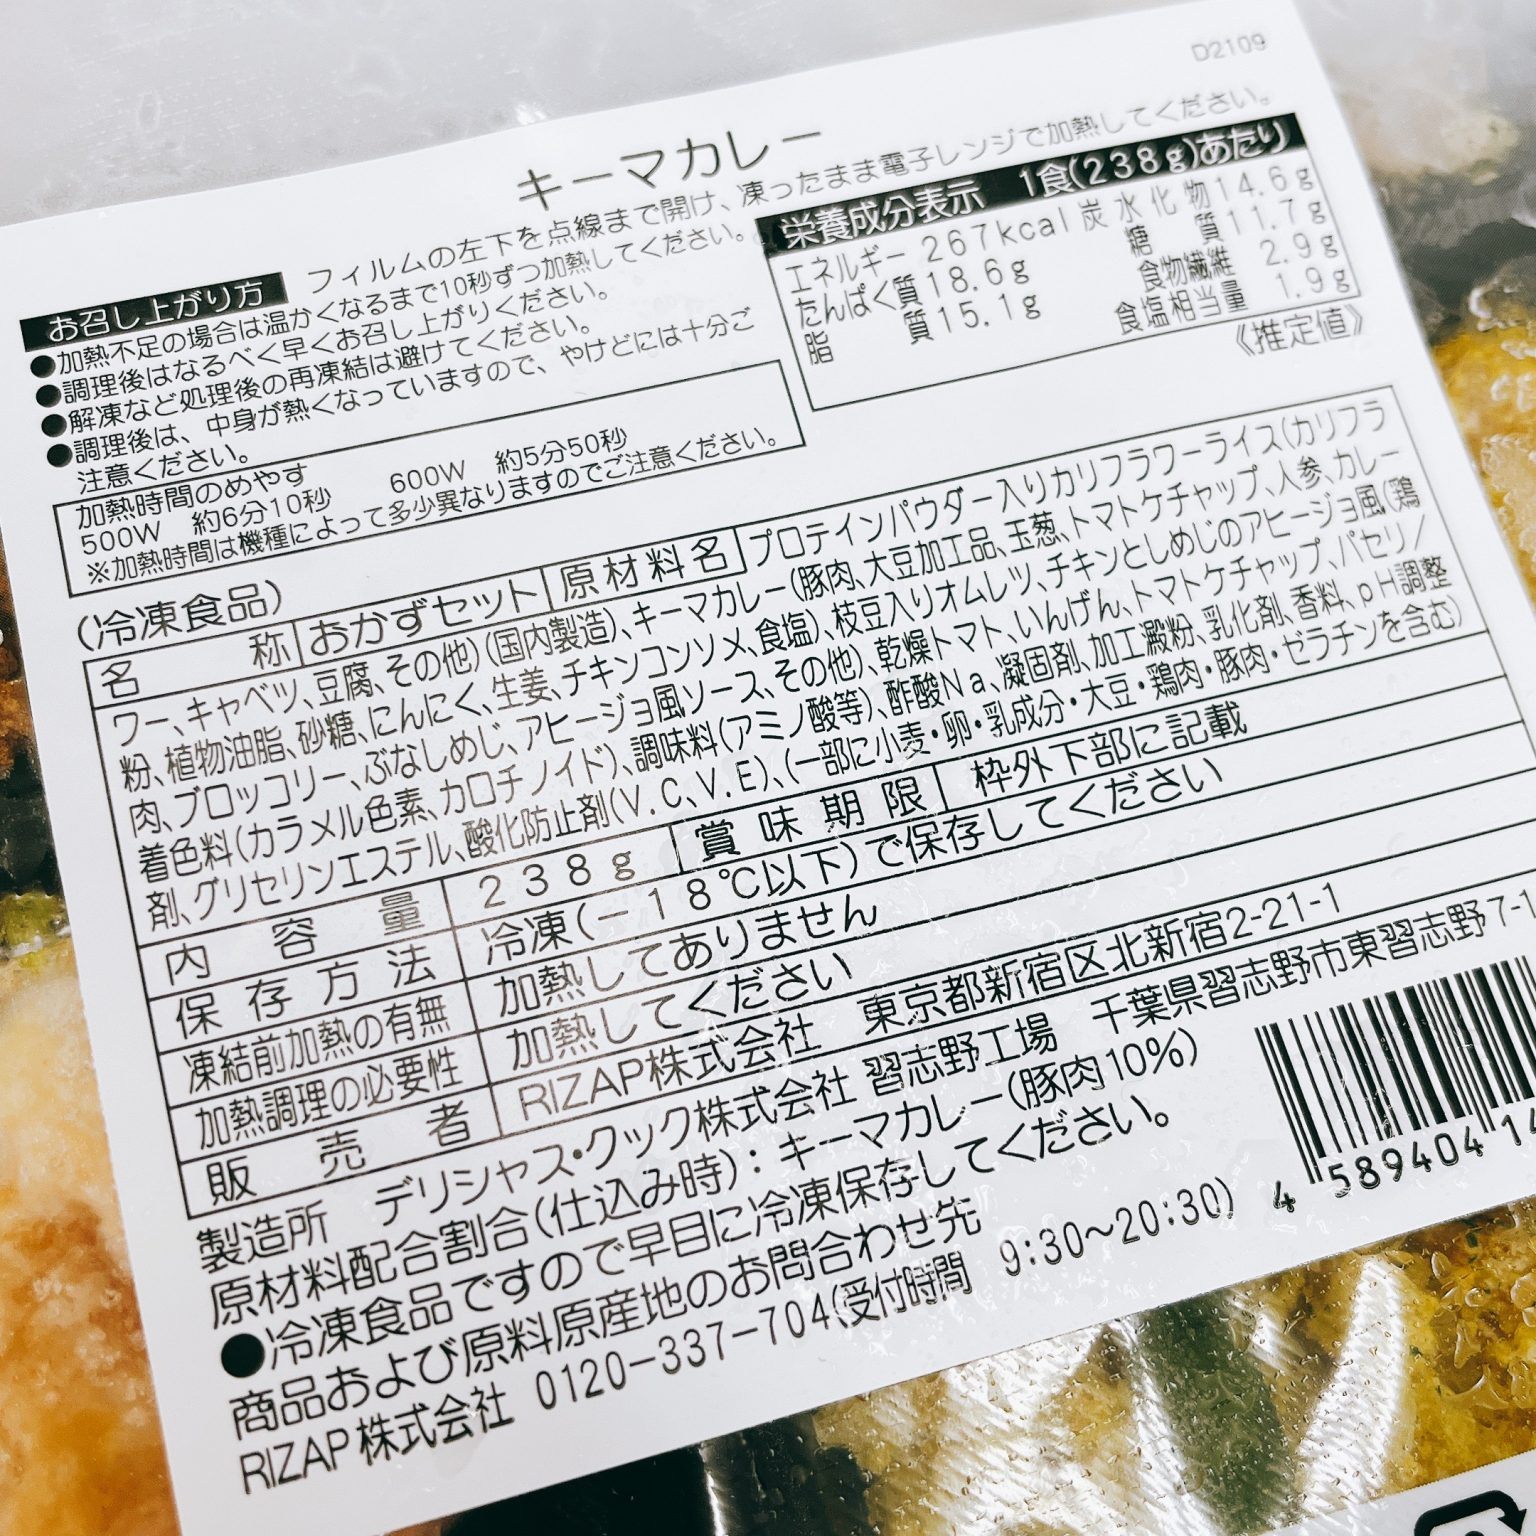 D2109
キーマカレー
お召し上がり方
フィルムの左下を点線まで開け、凍ったまま電子レンジで加熱してください。
●加熱不足の場合は温かくなるまで10秒ずつ加熱してください。
●調理後はなるべく早くお召し上がりください。
●解凍など処理後の再凍結は避けてください。
●調理後は、中身が熱くなっていますので、やけどには十分ご
注意ください。
加熱時間のめやす
500W 約6分10秒 600W 約5分50秒
※加熱時間は機種によって多少異なりますのでご注意ください。
栄養成分表示 1食(238g)あたり
エネルギー 267kcal 炭水化物 14.6g
たんぱく質 18.6g 糖質 11.7g
脂質 15.1g 食物繊維 2.9g
食塩相当量 1.9g
《推定値》
(冷凍食品)
名称 おかずセット 原材料名 プロテインパウダー入りカリフラワーライス(カリフラ
ワー、キャベツ、豆腐、その他)(国内製造)、キーマカレー(豚肉、大豆加工品、玉葱、トマトケチャップ、人参、カレー
粉、植物油脂、砂糖、にんにく、生姜、チキンコンソメ、食塩)、枝豆入りオムレツ、チキンとしめじのアヒージョ風(鶏
肉、ブロッコリー、ぶなしめじ、アヒージョ風ソース、その他)、乾燥トマト、いんげん、トマトケチャップ、パセリ/
着色料(カラメル色素、カロチノイド)、調味料(アミノ酸等)、酢酸Na、凝固剤、加工澱粉、乳化剤、香料、pH調整
剤、グリセリンエステル、酸化防止剤(V.C、V.E)、(一部に小麦・卵・乳成分・大豆・鶏肉・豚肉・ゼラチンを含む)
内容量 238g 賞味期限 枠外下部に記載
保存方法 冷凍(-18℃以下)で保存してください
凍結前加熱の有無 加熱してありません
加熱調理の必要性 加熱してください
販売者 RIZAP株式会社 東京都新宿区北新宿2-21-1
製造所 デリシャス・クック株式会社 習志野工場 千葉県習志野市東習志野7-1
原材料配合割合(仕込み時):キーマカレー(豚肉10%)
●冷凍食品ですので早目に冷凍保存してください。
商品および原料原産地のお問合わせ先
RIZAP株式会社 0120-337-704(受付時間 9:30~20:30)
4 589404 14